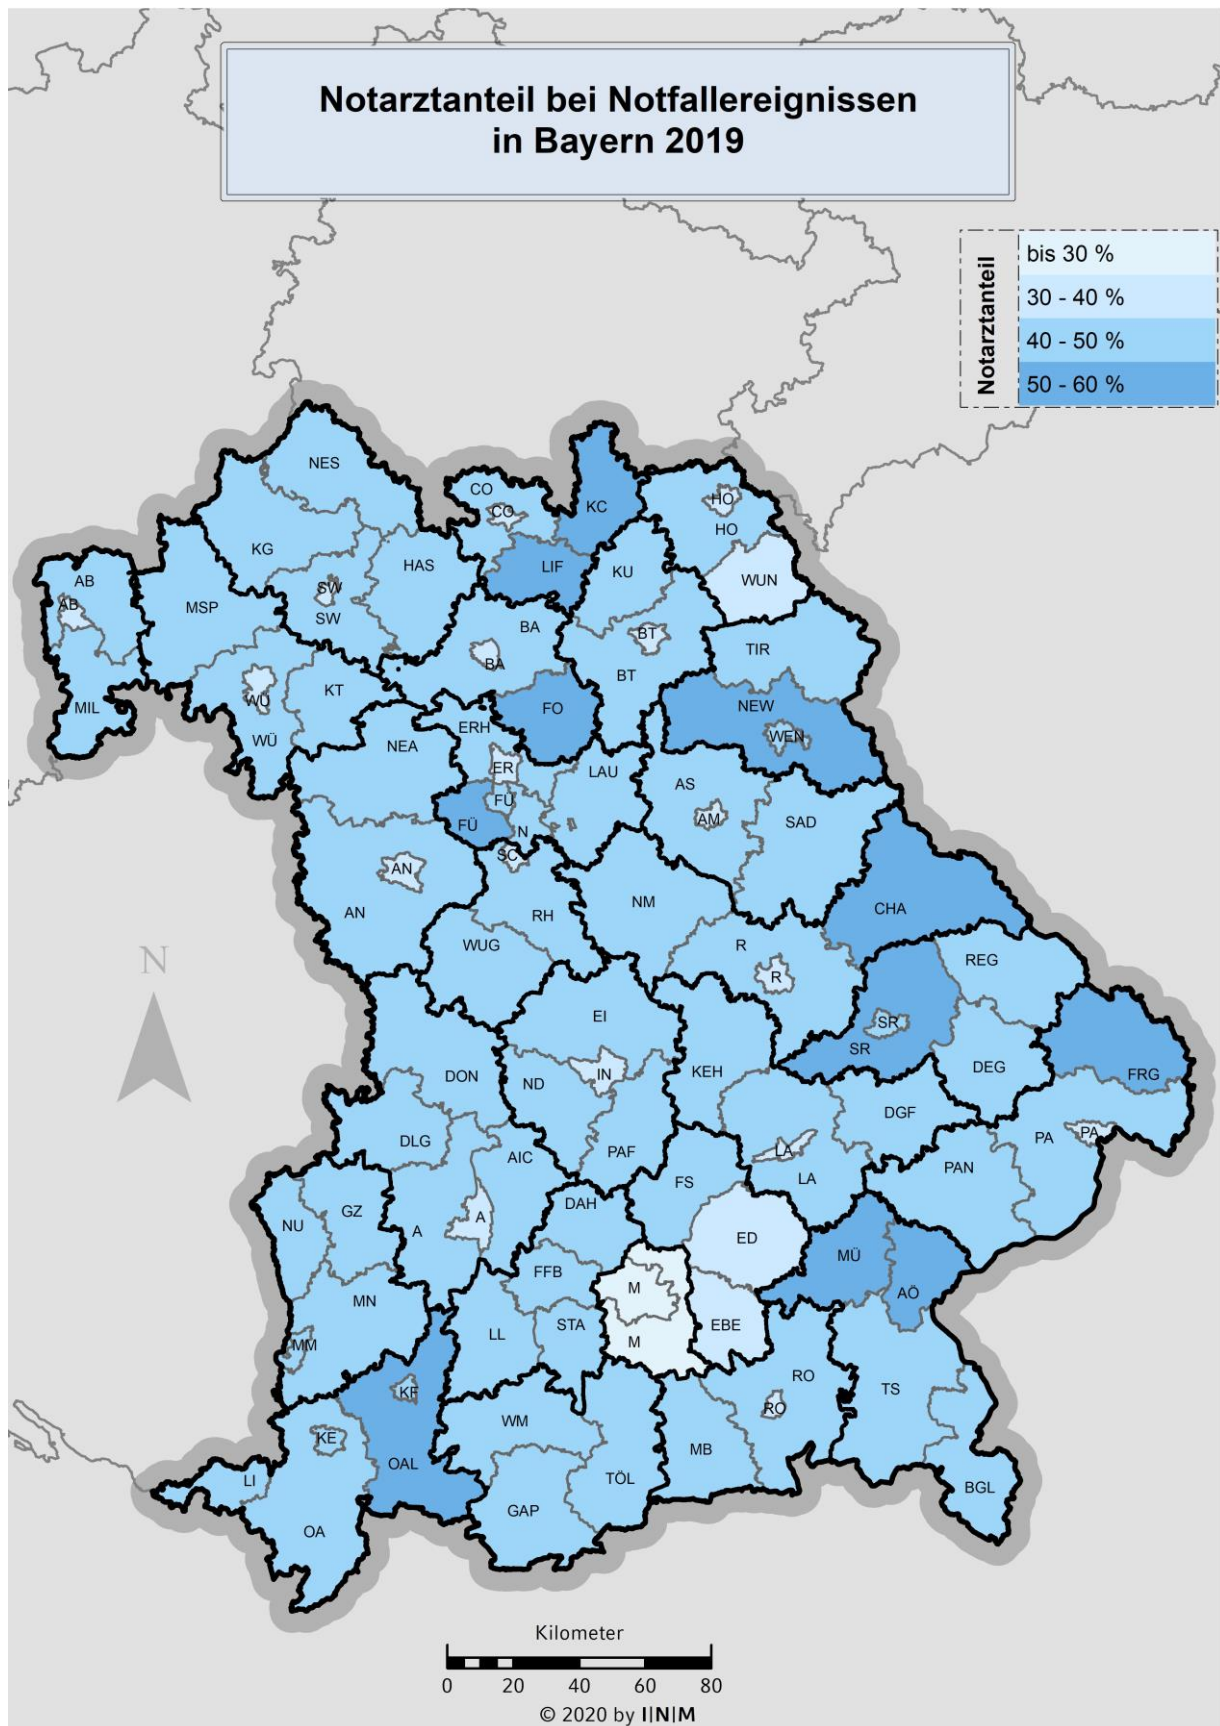 Notarztanteil bei Notfallereignissen
in Bayern 2019
Notarztanteil
bis 30 %
30 - 40 %
40 - 50 %
50 - 60 %
NES
CO
CO
KC
HO
HO
KG
HAS
LIF
KU
WUN
AB
AB
MSP
SW
SW
BA
BA
BT
BT
TIR
MIL
WÜ
WÜ
KT
FO
NEW
WEN
NEA
ERH
ER
LAU
AS
AM
SAD
FÜ
FÜ
N
SC
AN
AN
RH
NM
CHA
WUG
R
R
REG
N
EI
SR
SR
DON
ND
IN
KEH
DEG
FRG
DLG
AIC
PAF
LA
LA
DGF
PA
PA
PAN
NU
GZ
A
A
DAH
FS
ED
MÜ
AÖ
MN
MM
FFB
STA
LL
M
M
EBE
KF
KE
OAL
WM
RO
RO
TS
LI
OA
GAP
TÖL
MB
BGL
Kilometer
0 20 40 60 80
© 2020 by I|N|M